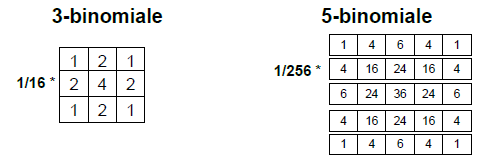 3-binomiale
1/16 *
1 2 1
2 4 2
1 2 1
5-binomiale
1/256 *
1 4 6 4 1
4 16 24 16 4
6 24 36 24 6
4 16 24 16 4
1 4 6 4 1